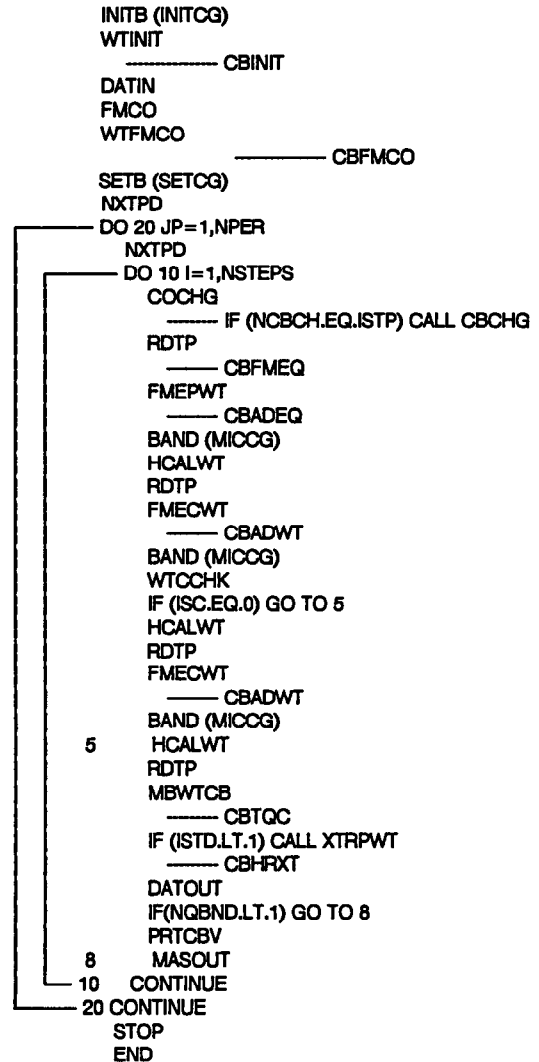 INITB (INITCG)
WTINIT
CBINIT
DATIN
FMCO
WTFMCO
CBFMCO
SETB (SETCG)
NXTPD
DO 20 JP=1,NPER
NXTPD
DO 10 I=1,NSTEPS
COCHG
IF (NCBCH.EQ.ISTP) CALL CBCHG
RDTP
CBFMEQ
FMEPWT
CBADEQ
BAND (MICCG)
HCALWT
RDTP
FMECWT
CBADWT
BAND (MICCG)
WTCCHK
IF (ISC.EQ.0) GO TO 5
HCALWT
RDTP
FMECWT
CBADWT
BAND (MICCG)
5 HCALWT
RDTP
MBWTCB
CBTQC
IF (ISTD.LT.1) CALL XTRPWT
CBHRXT
DATOUT
IF(NQBND.LT.1) GO TO 8
PRTCBV
8 MASOUT
10 CONTINUE
20 CONTINUE
STOP
END